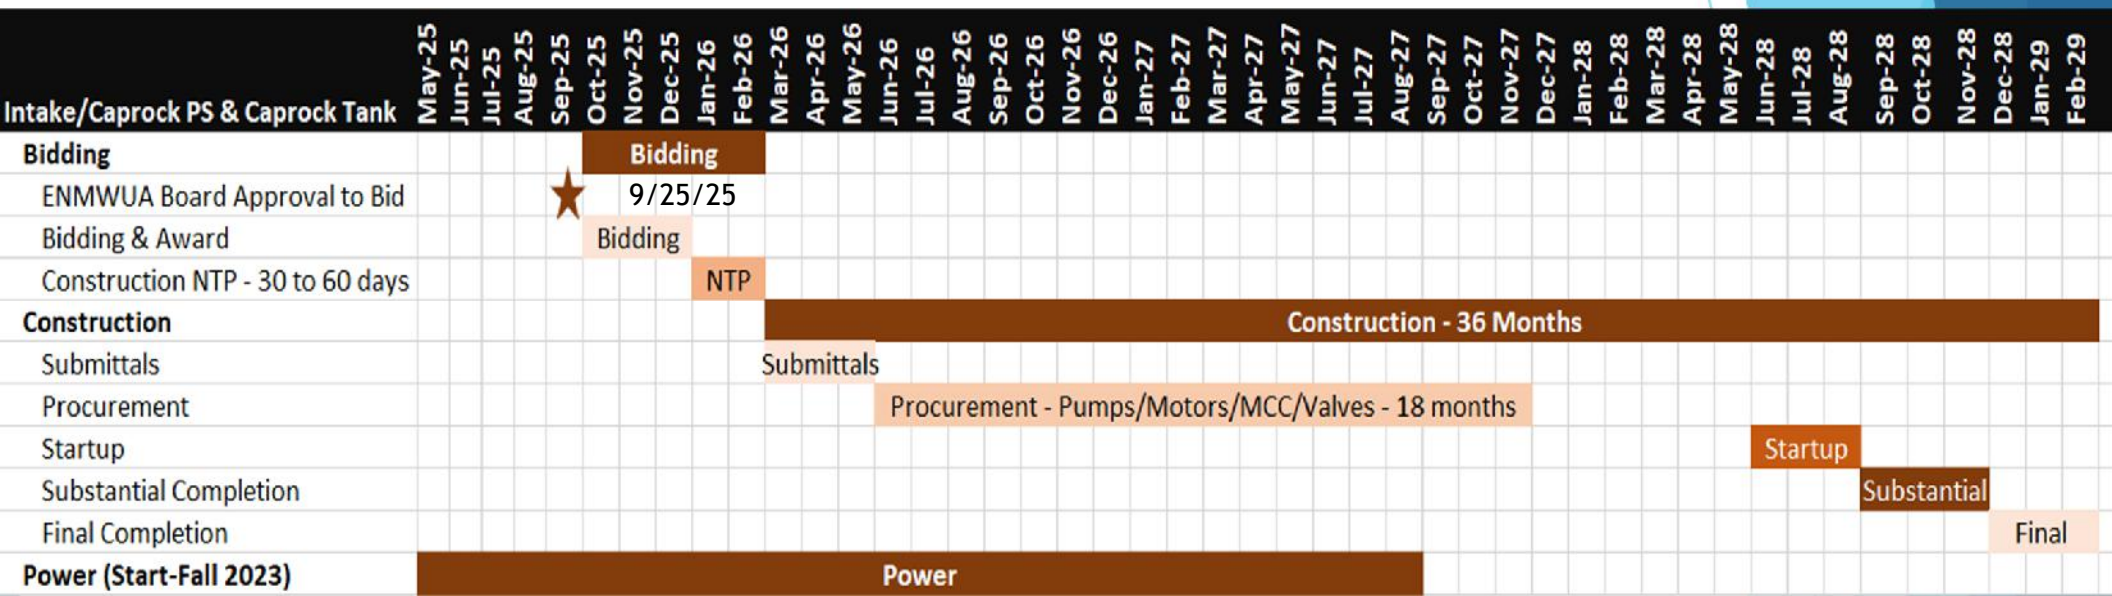 May-25 Jun-25 Jul-25 Aug-25 Sep-25 Oct-25 Nov-25 Dec-25 Jan-26 Feb-26 Mar-26 Apr-26 May-26 Jun-26 Jul-26 Aug-26 Sep-26 Oct-26 Nov-26 Dec-26 Jan-27 Feb-27 Mar-27 Apr-27 May-27 Jun-27 Jul-27 Aug-27 Sep-27 Oct-27 Nov-27 Dec-27 Jan-28 Feb-28 Mar-28 Apr-28 May-28 Jun-28 Jul-28 Aug-28 Sep-28 Oct-28 Nov-28 Dec-28 Jan-29 Feb-29
Intake/Caprock PS & Caprock Tank
Bidding Bidding
ENMWUA Board Approval to Bid 9/25/25
Bidding & Award Bidding
Construction NTP - 30 to 60 days NTP
Construction Construction - 36 Months
Submittals Submittals
Procurement Procurement - Pumps/Motors/MCC/Valves - 18 months
Startup Startup
Substantial Completion Substantial
Final Completion Final
Power (Start-Fall 2023) Power